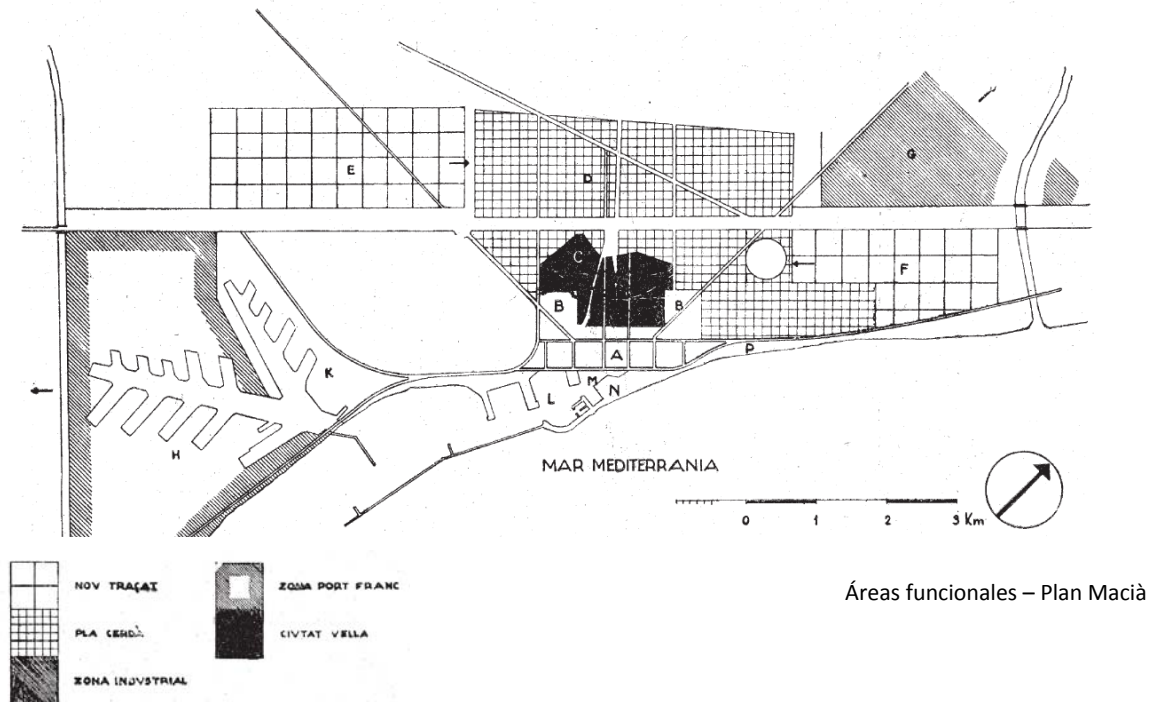 G
E
D
C
F
B
B
A
P
K
M
N
L
H
MAR MEDITERRANIA
0 1 2 3 Km
NOV TRAÇAT
ZONA PORT FRANC
PLA CERDÀ
CIVTAT VELLA
ZONA INDVSTRIAL
Áreas funcionales – Plan Macià